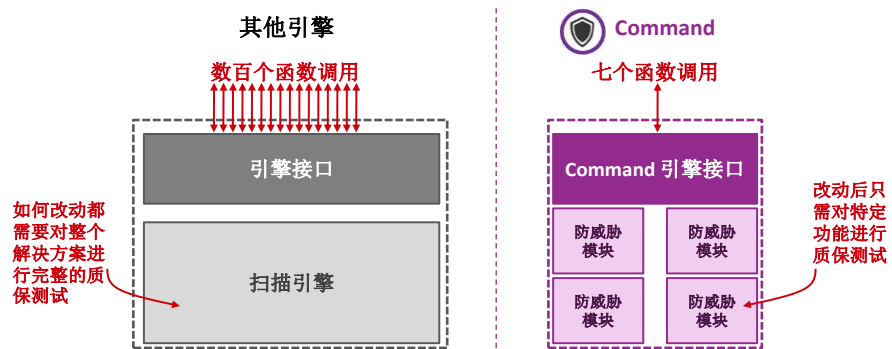 其他引擎
数百个函数调用
引擎接口
扫描引擎
如何改动都
需要对整个
解决方案进
行完整的质
保测试
Command
七个函数调用
Command 引擎接口
防威胁
模块
防威胁
模块
防威胁
模块
防威胁
模块
改动后只
需对特定
功能进行
质保测试